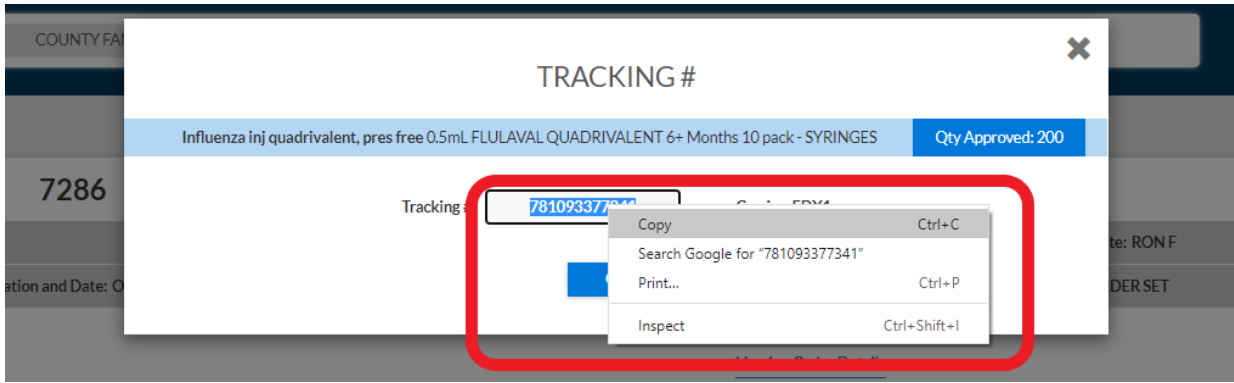 COUNTY FA
TRACKING #
Influenza inj quadrivalent, pres free 0.5mL FLULAVAL QUADRIVALENT 6+ Months 10 pack - SYRINGES Qty Approved: 200
7286
Tracking # 781093377341
Copy Ctrl+C
Search Google for "781093377341"
Print... Ctrl+P
Inspect Ctrl+Shift+I
te: RON F
ation and Date: O
DER SET